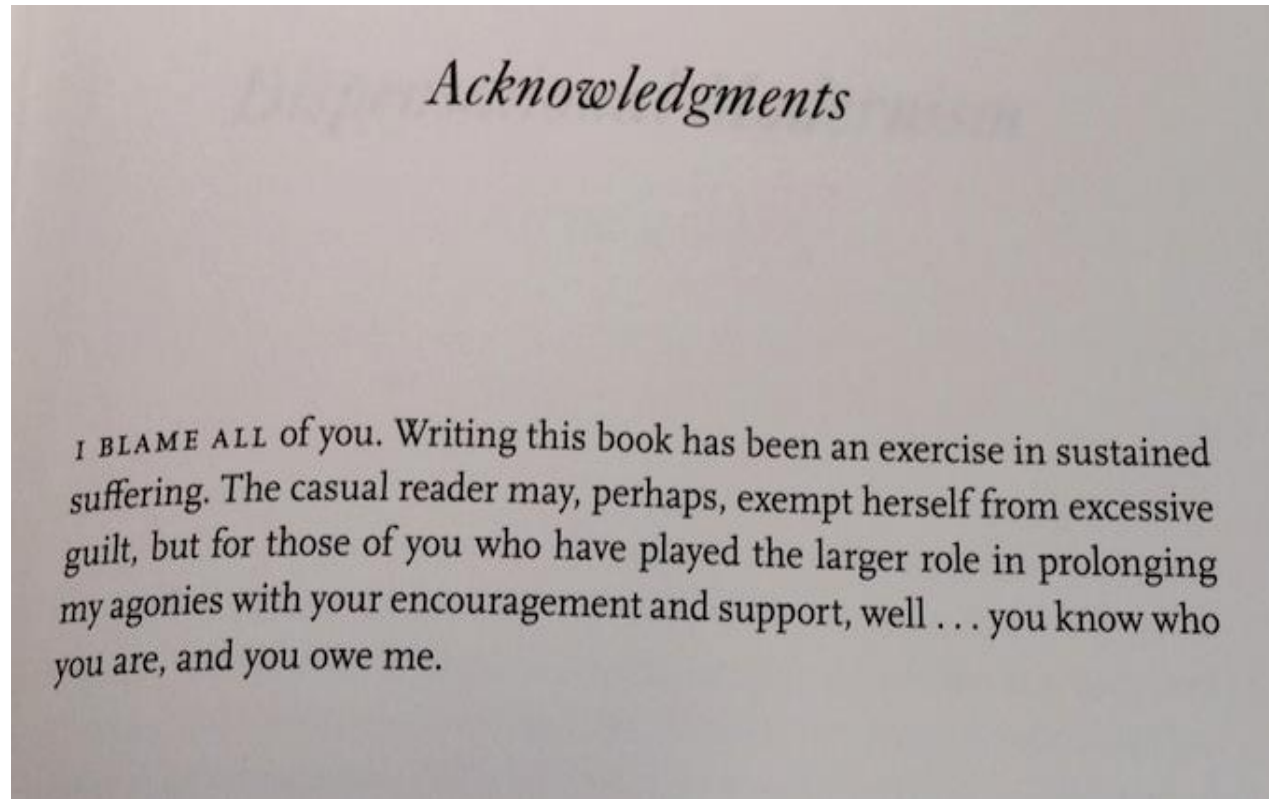 Acknowledgments
I BLAME ALL of you. Writing this book has been an exercise in sustained
suffering. The casual reader may, perhaps, exempt herself from excessive
guilt, but for those of you who have played the larger role in prolonging
my agonies with your encouragement and support, well . . . you know who
you are, and you owe me.